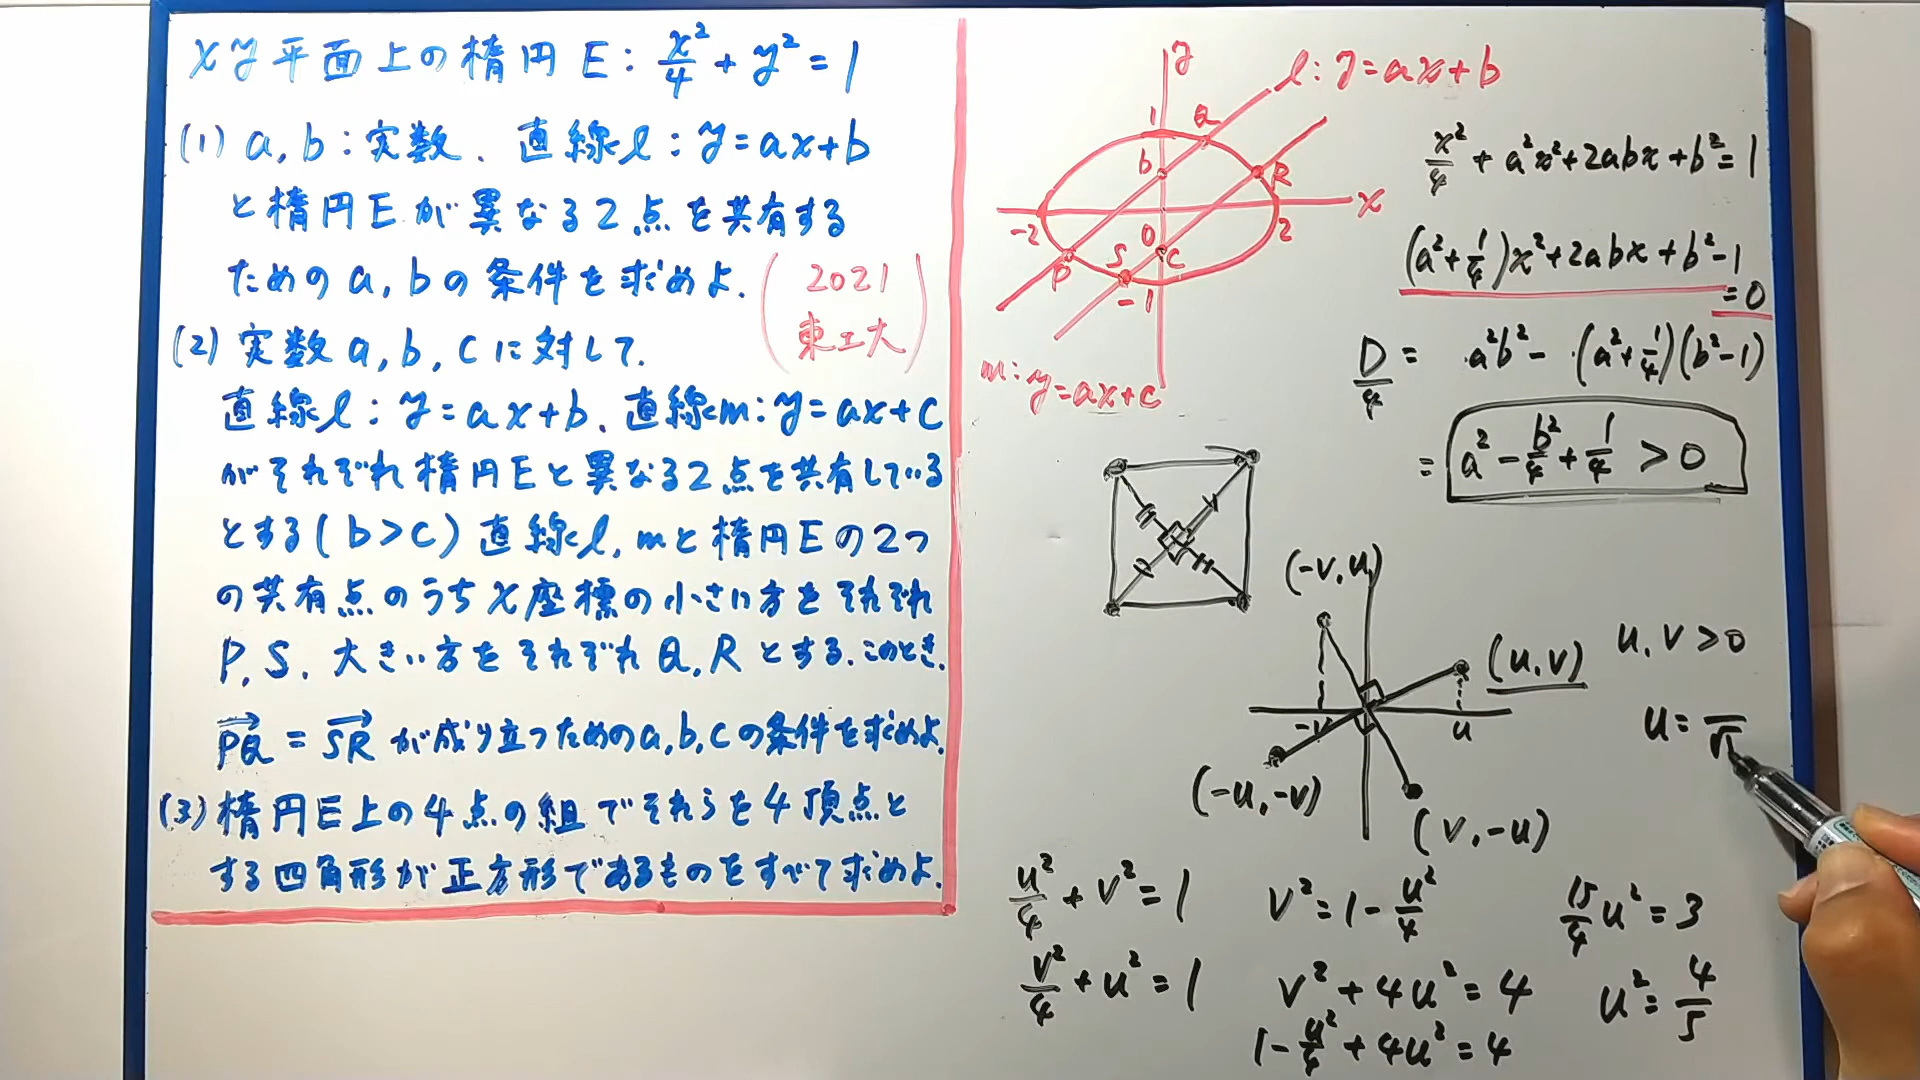 xy平面上の楕円E: x²/4 + y² = 1
(1) a, b : 実数、直線ℓ : y = ax+b
と楕円Eが異なる2点を共有する
ためのa, bの条件を求めよ.
(2021
東工大)
(2) 実数a, b, cに対して.
直線ℓ : y = ax+b、直線m : y = ax+c
がそれぞれ楕円Eと異なる2点を共有している
とする(b>c) 直線ℓ, mと楕円Eの2つ
の共有点のうちx座標の小さい方をそれぞれ
P, S. 大きい方をそれぞれQ, Rとする. このとき.
→PQ = →SR が成り立つためのa, b, cの条件を求めよ.
(3) 楕円E上の4点の組でそれらを4頂点と
する四角形が正方形であるものをすべて求めよ.
y
ℓ: y=ax+b
1
Q
b
R
x
-2
0
2
P
S
C
-1
m: y=ax+c
x²/4 + a²x² + 2abx + b² = 1
(a² + 1/4)x² + 2abx + b² - 1
= 0
D/4 = a²b² - (a² + 1/4)(b² - 1)
= a² - b²/4 + 1/4 > 0
(-v, u)
(u, v)
u, v > 0
-v
u
u = √
(-u, -v)
(v, -u)
u²/4 + v² = 1
v² = 1 - u²/4
15/4 u² = 3
v²/4 + u² = 1
v² + 4u² = 4
u² = 4/5
1 - u²/4 + 4u² = 4